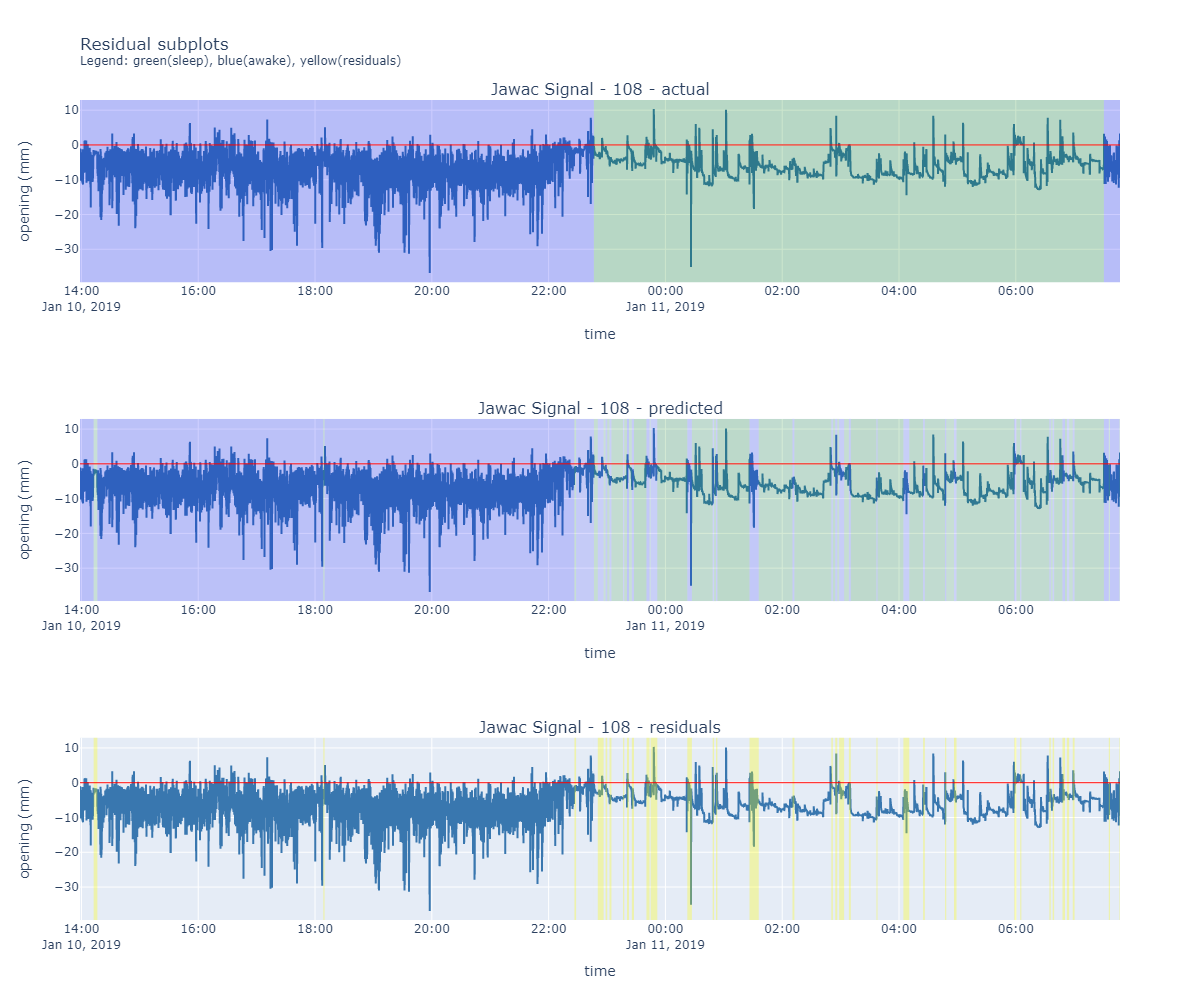 Residual subplots
Legend: green(sleep), blue(awake), yellow(residuals)
Jawac Signal - 108 - actual
10
0
−10
−20
−30
opening (mm)
14:00 16:00 18:00 20:00 22:00 00:00 02:00 04:00 06:00
Jan 10, 2019 Jan 11, 2019
time
Jawac Signal - 108 - predicted
10
0
−10
−20
−30
opening (mm)
14:00 16:00 18:00 20:00 22:00 00:00 02:00 04:00 06:00
Jan 10, 2019 Jan 11, 2019
time
Jawac Signal - 108 - residuals
10
0
−10
−20
−30
opening (mm)
14:00 16:00 18:00 20:00 22:00 00:00 02:00 04:00 06:00
Jan 10, 2019 Jan 11, 2019
time